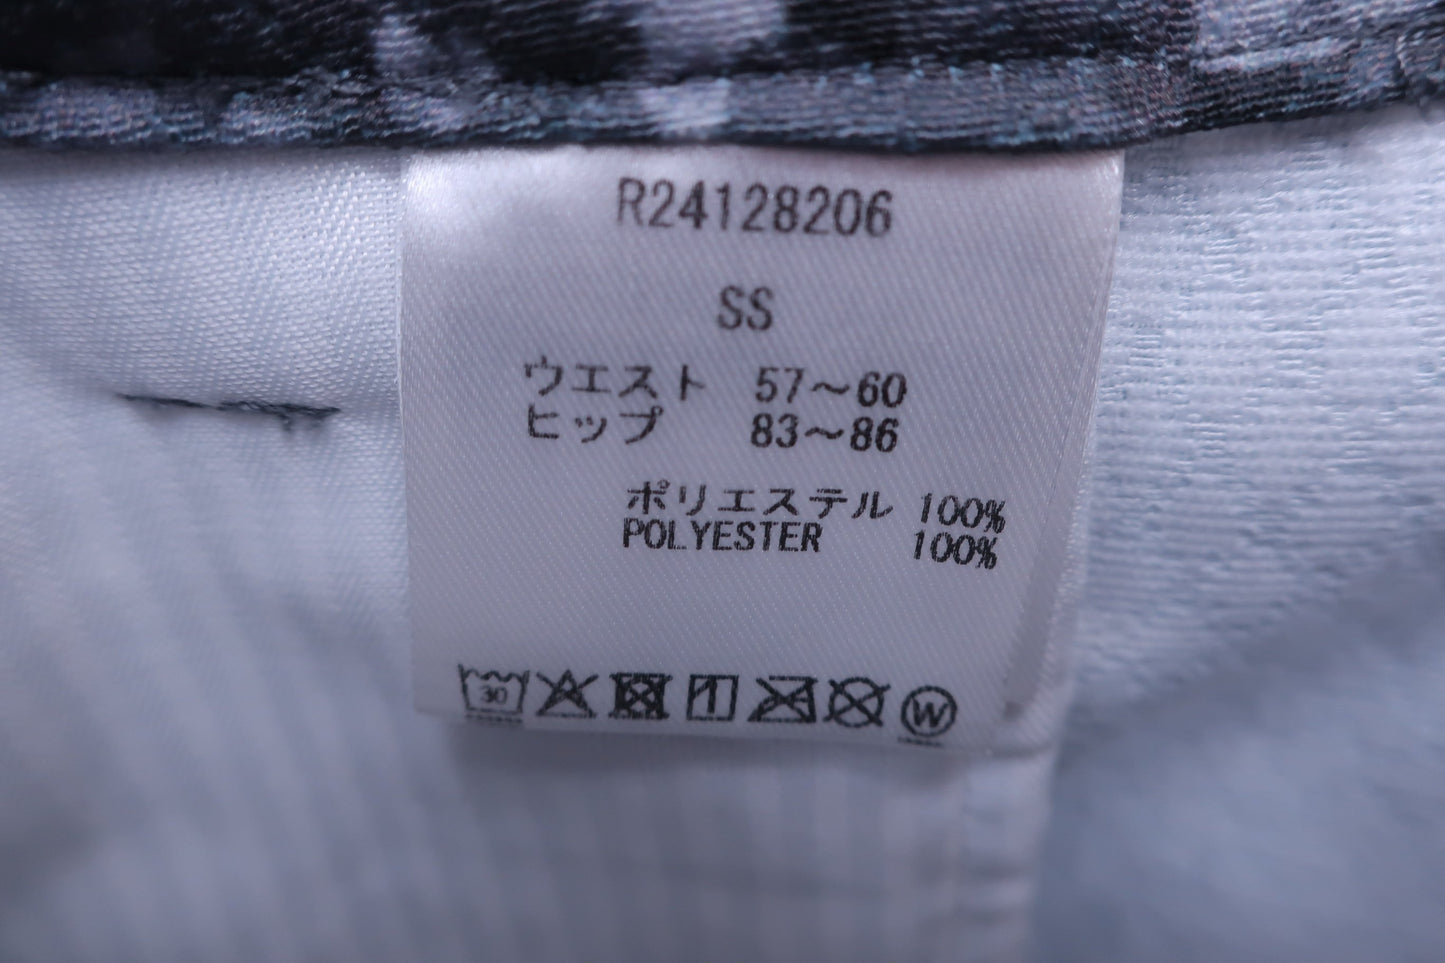 R24128206
SS
ウエスト 57～60
ヒップ 83～86
ポリエステル 100%
POLYESTER 100%
30 W